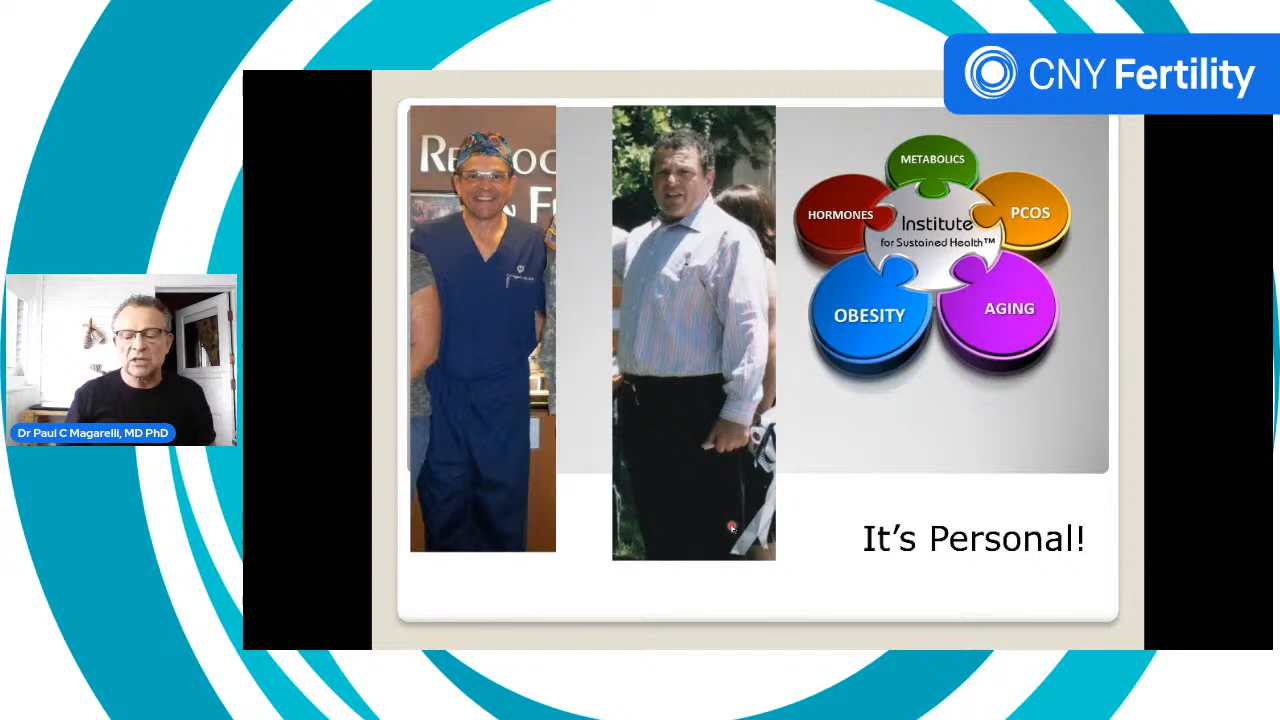 CNY Fertility
METABOLICS
HORMONES
PCOS
Institute
for Sustained Health™
OBESITY
AGING
Dr Paul C Magarelli, MD PhD
It's Personal!